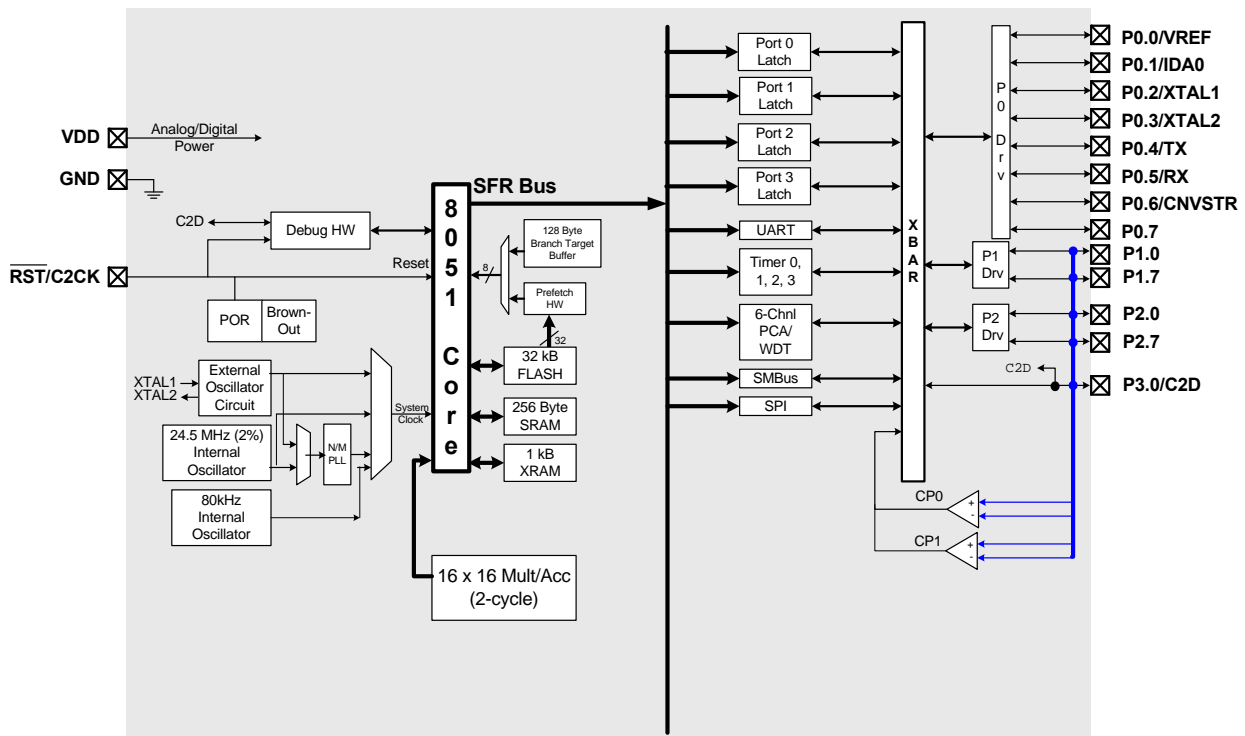 VDD
Analog/Digital
Power
GND
C2D
Debug HW
RST/C2CK
Reset
POR
Brown-
Out
XTAL1
XTAL2
External
Oscillator
Circuit
24.5 MHz (2%)
Internal
Oscillator
N/M
PLL
80kHz
Internal
Oscillator
System
Clock
8051 Core
SFR Bus
128 Byte
Branch Target
Buffer
8
Prefetch
HW
32
32 kB
FLASH
256 Byte
SRAM
1 kB
XRAM
16 x 16 Mult/Acc
(2-cycle)
Port 0
Latch
Port 1
Latch
Port 2
Latch
Port 3
Latch
UART
Timer 0,
1, 2, 3
6-Chnl
PCA/
WDT
SMBus
SPI
XBAR
P0 Drv
P1
Drv
P2
Drv
C2D
CP0
+
-
CP1
+
-
P0.0/VREF
P0.1/IDA0
P0.2/XTAL1
P0.3/XTAL2
P0.4/TX
P0.5/RX
P0.6/CNVSTR
P0.7
P1.0
P1.7
P2.0
P2.7
P3.0/C2D